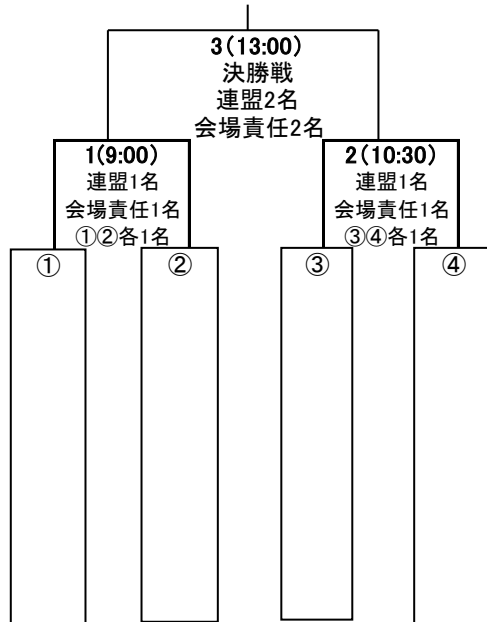 3(13:00)
決勝戦
連盟2名
会場責任2名
1(9:00)
連盟1名
会場責任1名
①②各1名
2(10:30)
連盟1名
会場責任1名
③④各1名
①
②
③
④